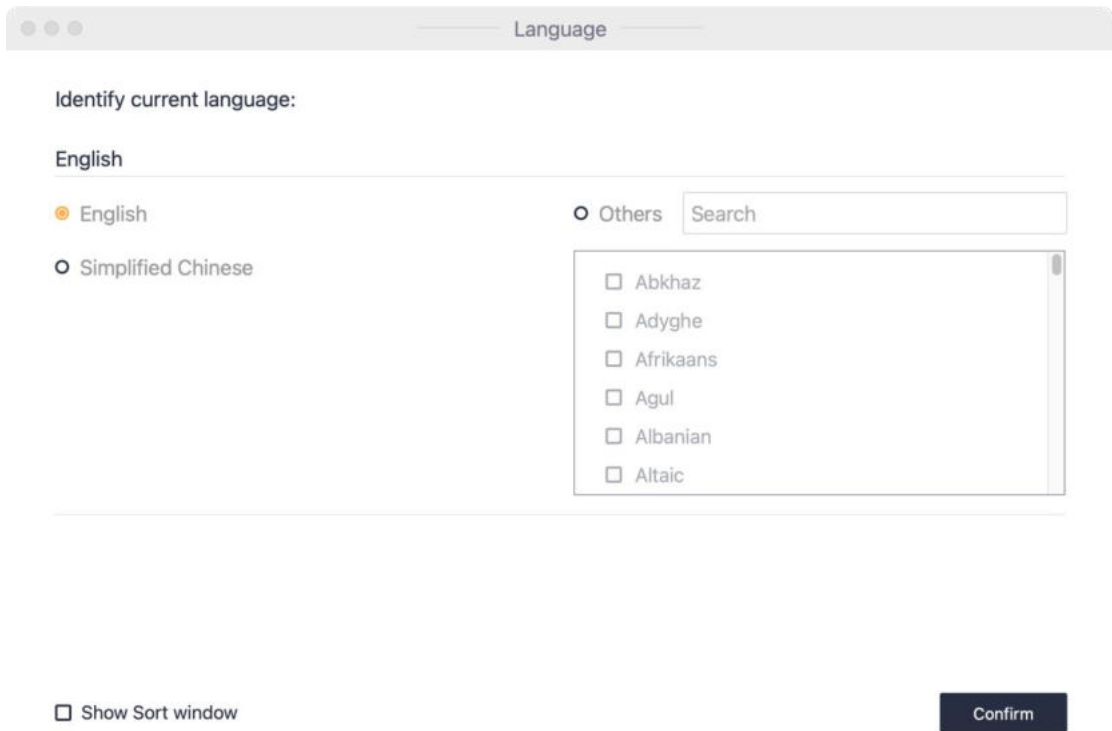 Language
Identify current language:
English
English
Simplified Chinese
Others
Search
Abkhaz
Adyghe
Afrikaans
Agul
Albanian
Altaic
Show Sort window
Confirm